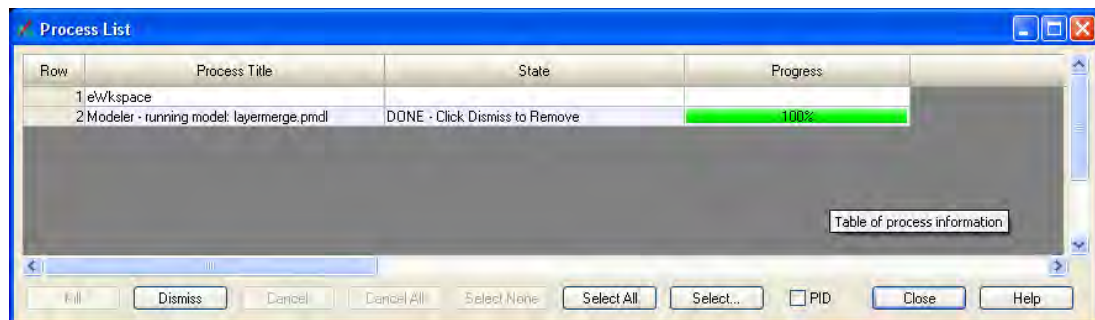 Process List
Row Process Title State Progress
1 eWkspace
2 Modeler - running model: layermerge.pmdl DONE - Click Dismiss to Remove 100%
Table of process information
Kill Dismiss Cancel Cancel All Select None Select All Select... PID Close Help